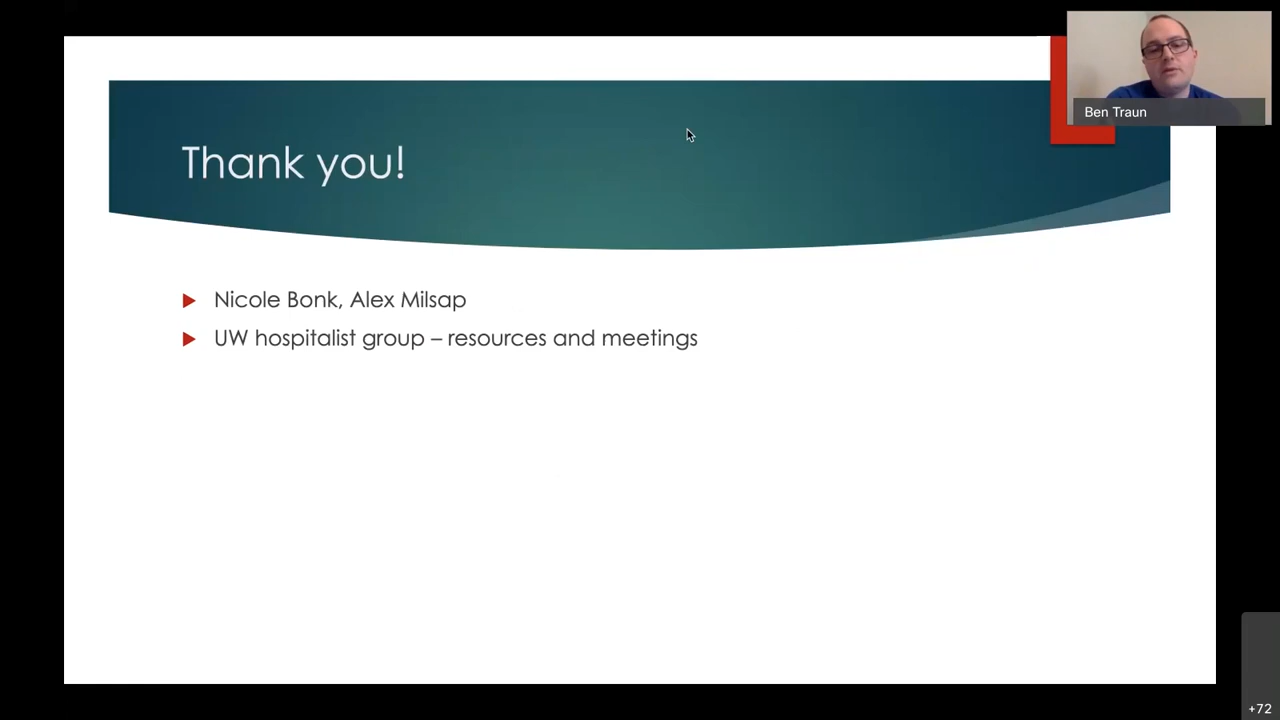 Ben Traun
Thank you!
Nicole Bonk, Alex Milsap
UW hospitalist group – resources and meetings
+72